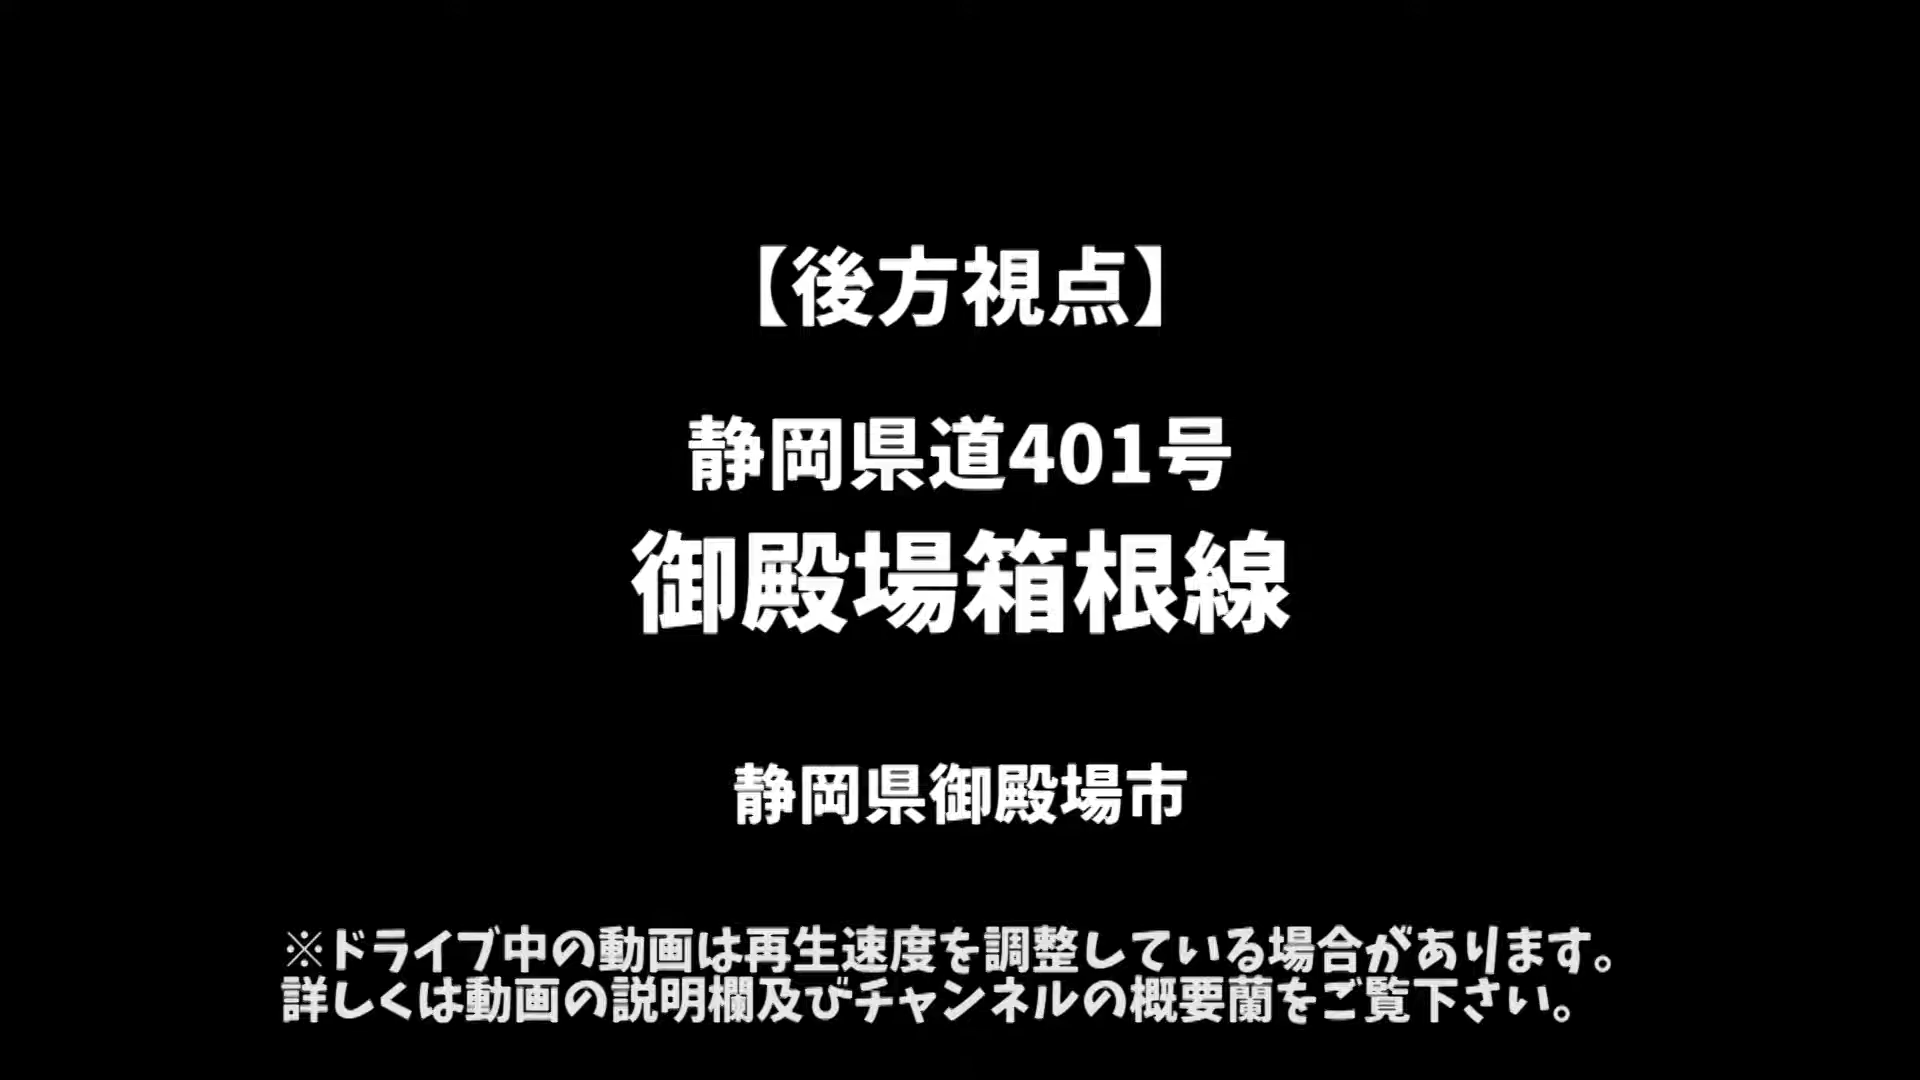 【後方視点】
静岡県道401号
御殿場箱根線
静岡県御殿場市
※ドライブ中の動画は再生速度を調整している場合があります。
詳しくは動画の説明欄及びチャンネルの概要蘭をご覧下さい。